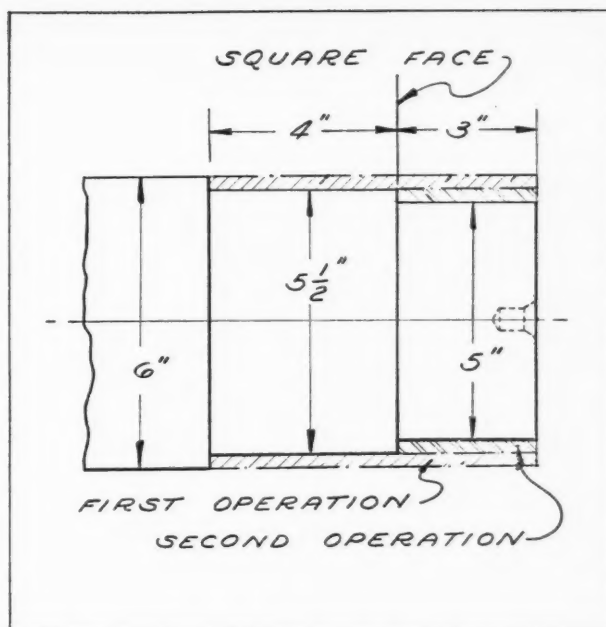 SQUARE FACE
4" 3"
5 1/2"
6" 5"
FIRST OPERATION
SECOND OPERATION